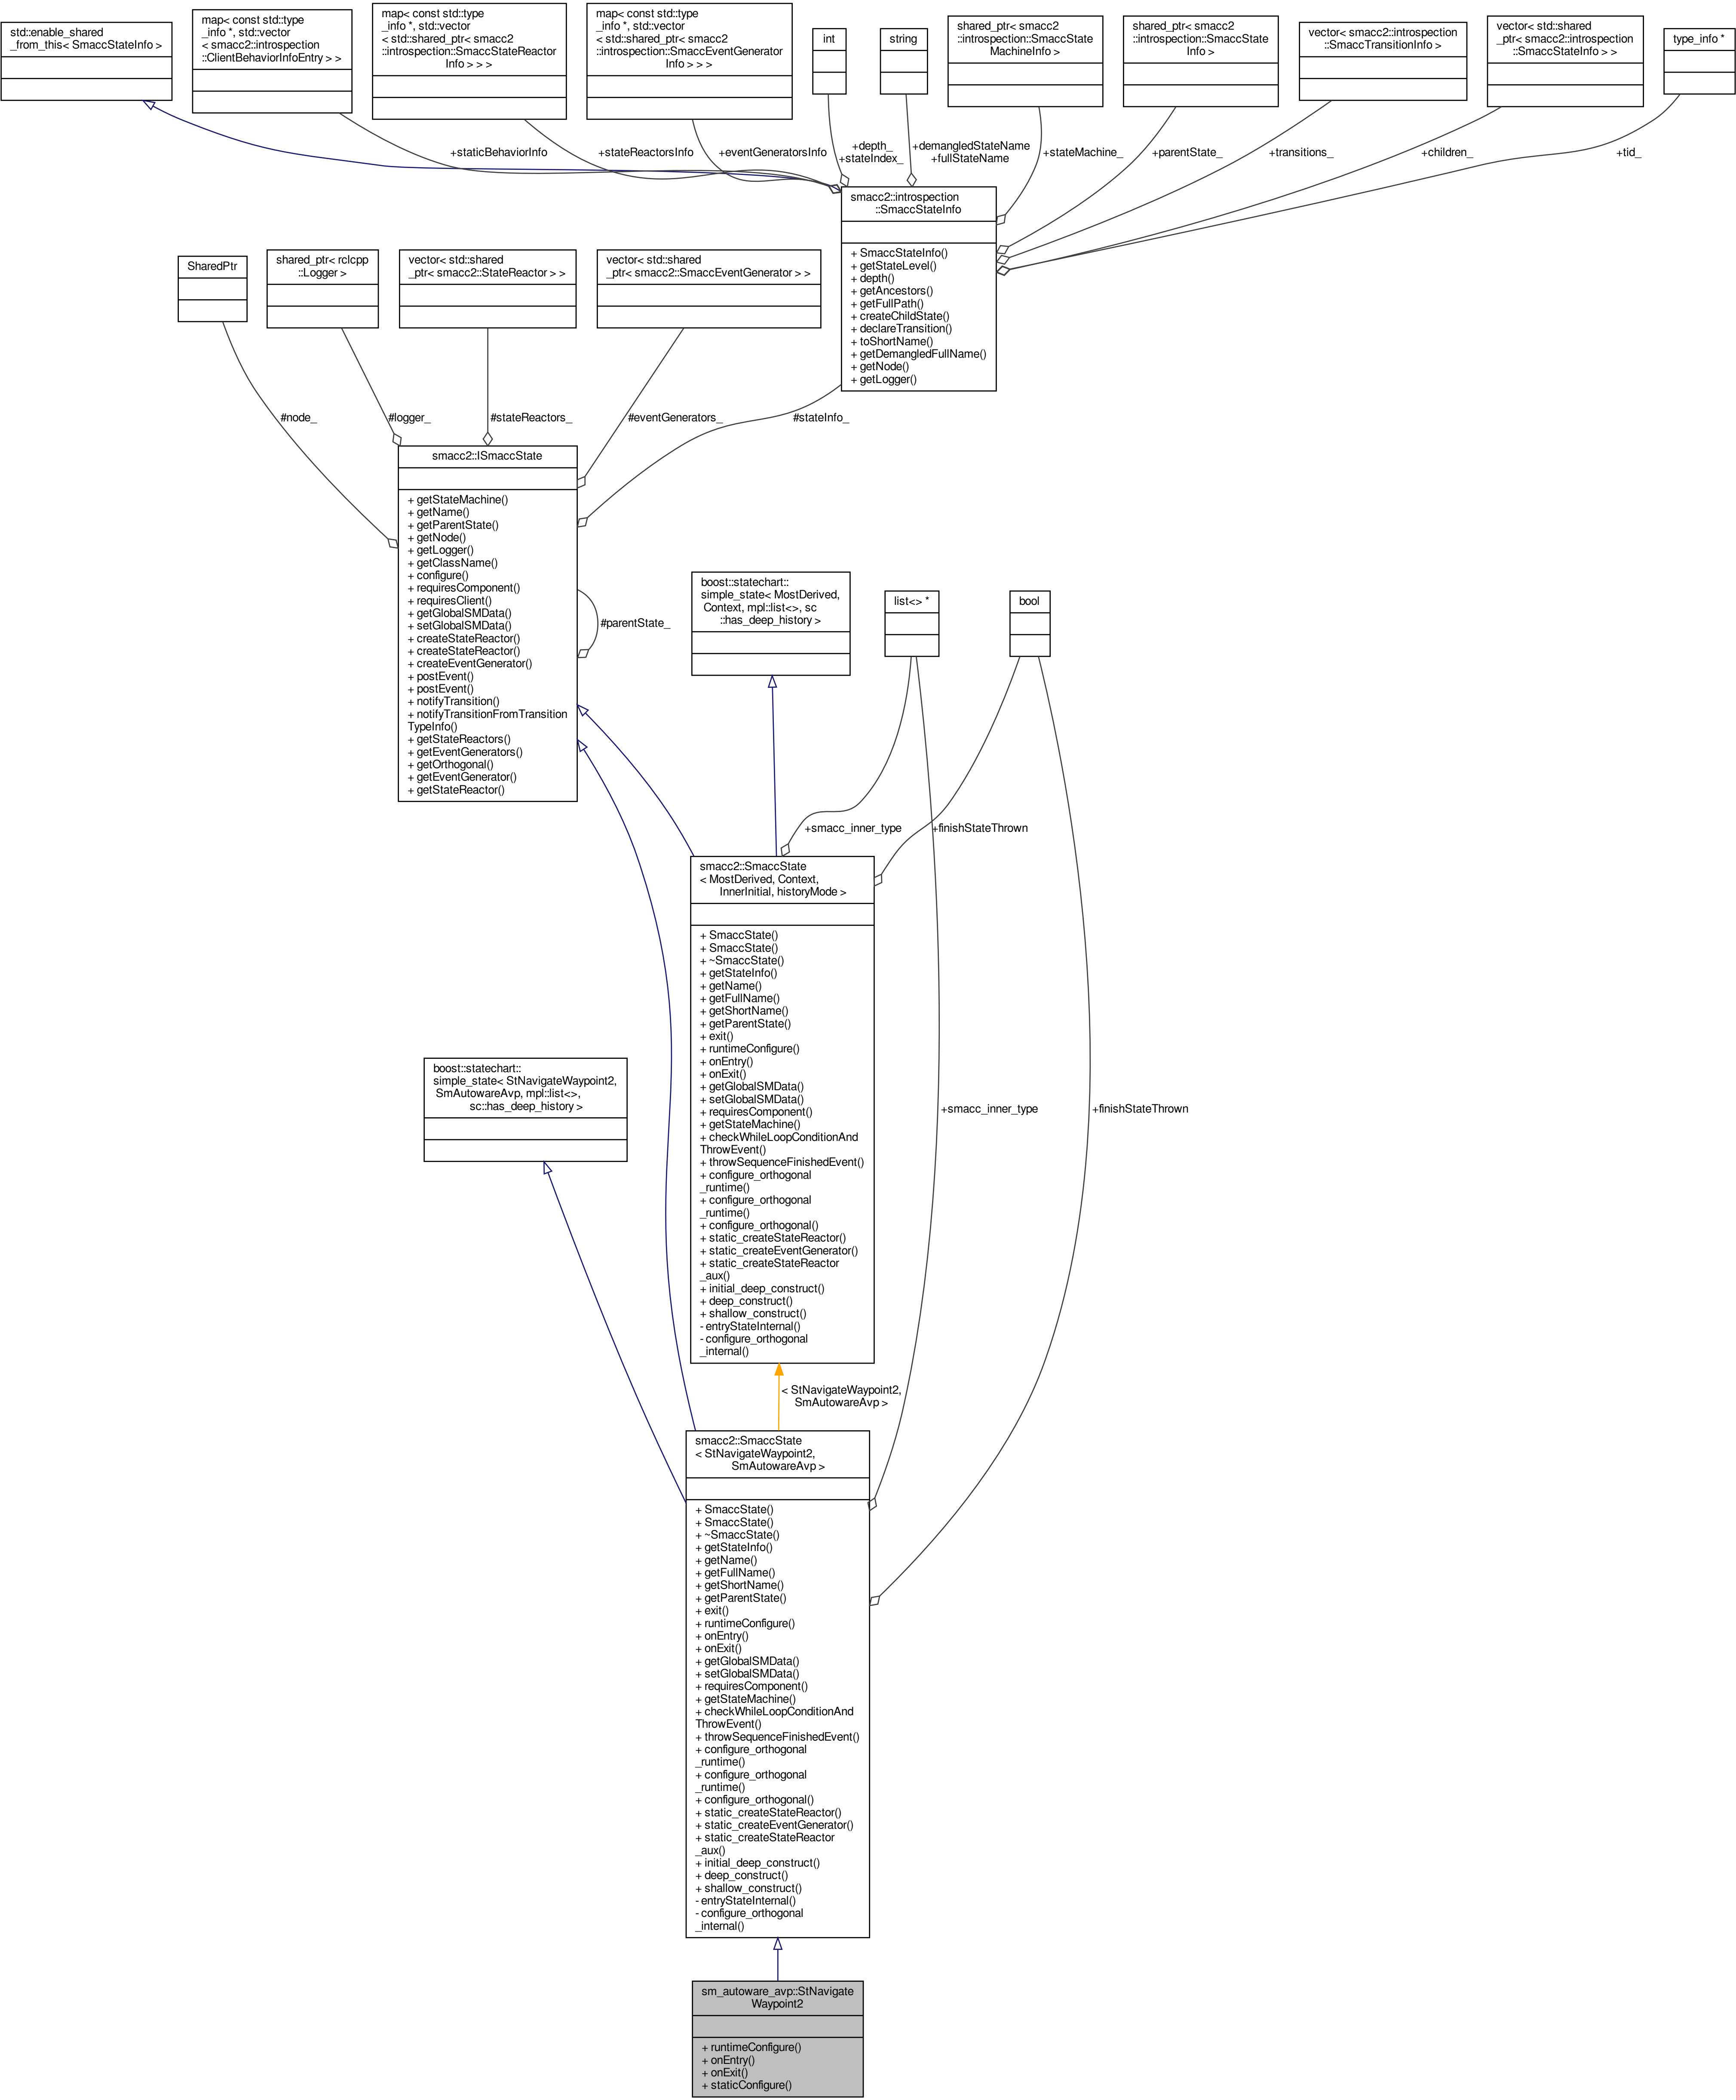 std::enable_shared
_from_this< SmaccStateInfo >
map< const std::type
_info *, std::vector
< smacc2::introspection
::ClientBehaviorInfoEntry > >
map< const std::type
_info *, std::vector
< std::shared_ptr< smacc2
::introspection::SmaccStateReactor
Info > > >
map< const std::type
_info *, std::vector
< std::shared_ptr< smacc2
::introspection::SmaccEventGenerator
Info > > >
int
string
shared_ptr< smacc2
::introspection::SmaccState
MachineInfo >
shared_ptr< smacc2
::introspection::SmaccState
Info >
vector< smacc2::introspection
::SmaccTransitionInfo >
vector< std::shared
_ptr< smacc2::introspection
::SmaccStateInfo > >
type_info *
+staticBehaviorInfo
+stateReactorsInfo
+eventGeneratorsInfo
+depth_
+stateIndex_
+demangledStateName
+fullStateName
+stateMachine_
+parentState_
+transitions_
+children_
+tid_
smacc2::introspection
::SmaccStateInfo
+ SmaccStateInfo()
+ getStateLevel()
+ depth()
+ getAncestors()
+ getFullPath()
+ createChildState()
+ declareTransition()
+ toShortName()
+ getDemangledFullName()
+ getNode()
+ getLogger()
SharedPtr
shared_ptr< rclcpp
::Logger >
vector< std::shared
_ptr< smacc2::StateReactor > >
vector< std::shared
_ptr< smacc2::SmaccEventGenerator > >
#node_
#logger_
#stateReactors_
#eventGenerators_
#stateInfo_
smacc2::ISmaccState
+ getStateMachine()
+ getName()
+ getParentState()
+ getNode()
+ getLogger()
+ getClassName()
+ configure()
+ requiresComponent()
+ requiresClient()
+ getGlobalSMData()
+ setGlobalSMData()
+ createStateReactor()
+ createStateReactor()
+ createEventGenerator()
+ postEvent()
+ postEvent()
+ notifyTransition()
+ notifyTransitionFromTransition
TypeInfo()
+ getStateReactors()
+ getEventGenerators()
+ getOrthogonal()
+ getEventGenerator()
+ getStateReactor()
#parentState_
boost::statechart::
simple_state< MostDerived,
Context, mpl::list<>, sc
::has_deep_history >
list<> *
bool
+smacc_inner_type
+finishStateThrown
smacc2::SmaccState
< MostDerived, Context,
InnerInitial, historyMode >
+ SmaccState()
+ SmaccState()
+ ~SmaccState()
+ getStateInfo()
+ getName()
+ getFullName()
+ getShortName()
+ getParentState()
+ exit()
+ runtimeConfigure()
+ onEntry()
+ onExit()
+ getGlobalSMData()
+ setGlobalSMData()
+ requiresComponent()
+ getStateMachine()
+ checkWhileLoopConditionAnd
ThrowEvent()
+ throwSequenceFinishedEvent()
+ configure_orthogonal
_runtime()
+ configure_orthogonal
_runtime()
+ configure_orthogonal()
+ static_createStateReactor()
+ static_createEventGenerator()
+ static_createStateReactor
_aux()
+ initial_deep_construct()
+ deep_construct()
+ shallow_construct()
- entryStateInternal()
- configure_orthogonal
_internal()
boost::statechart::
simple_state< StNavigateWaypoint2,
SmAutowareAvp, mpl::list<>,
sc::has_deep_history >
+smacc_inner_type
+finishStateThrown
< StNavigateWaypoint2,
SmAutowareAvp >
smacc2::SmaccState
< StNavigateWaypoint2,
SmAutowareAvp >
+ SmaccState()
+ SmaccState()
+ ~SmaccState()
+ getStateInfo()
+ getName()
+ getFullName()
+ getShortName()
+ getParentState()
+ exit()
+ runtimeConfigure()
+ onEntry()
+ onExit()
+ getGlobalSMData()
+ setGlobalSMData()
+ requiresComponent()
+ getStateMachine()
+ checkWhileLoopConditionAnd
ThrowEvent()
+ throwSequenceFinishedEvent()
+ configure_orthogonal
_runtime()
+ configure_orthogonal
_runtime()
+ configure_orthogonal()
+ static_createStateReactor()
+ static_createEventGenerator()
+ static_createStateReactor
_aux()
+ initial_deep_construct()
+ deep_construct()
+ shallow_construct()
- entryStateInternal()
- configure_orthogonal
_internal()
sm_autoware_avp::StNavigate
Waypoint2
+ runtimeConfigure()
+ onEntry()
+ onExit()
+ staticConfigure()